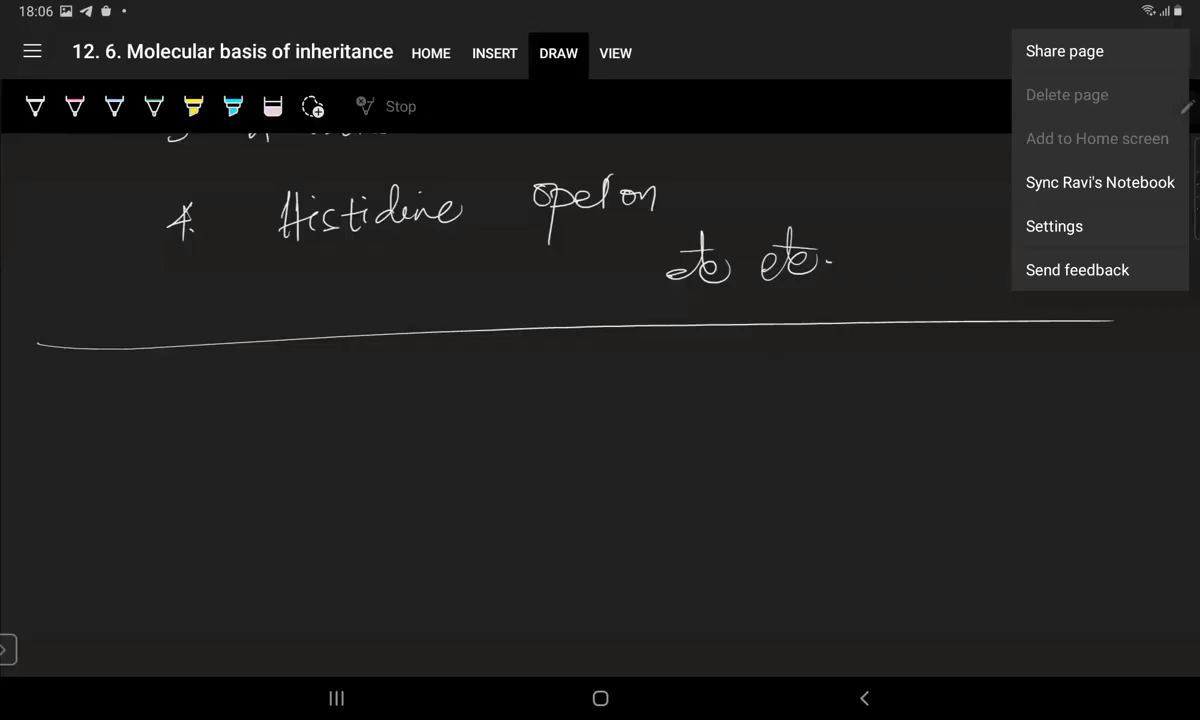 18:06
12. 6. Molecular basis of inheritance HOME INSERT DRAW VIEW
Stop
Share page
Delete page
Add to Home screen
Sync Ravi's Notebook
Settings
Send feedback
4. Histidine operon
etc etc.